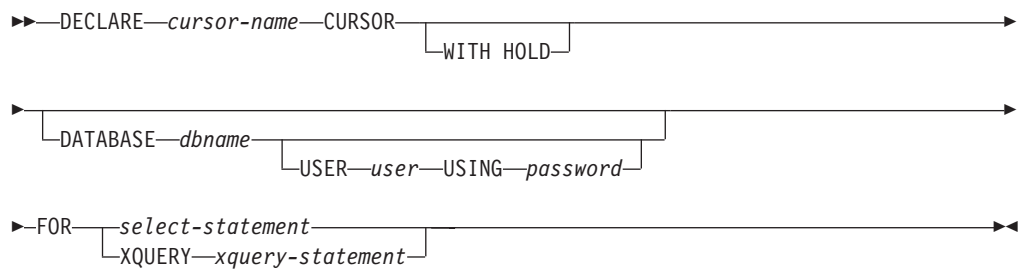 DECLARE cursor-name CURSOR
WITH HOLD
DATABASE dbname
USER user USING password
FOR select-statement
XQUERY xquery-statement